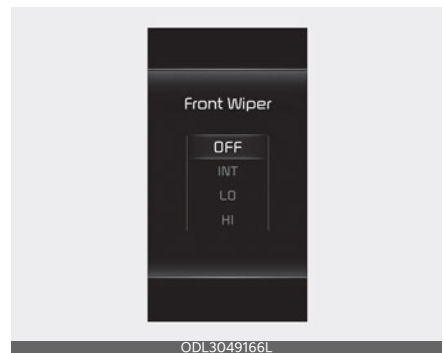 Front Wiper
OFF
INT
LO
HI
ODL3049166L